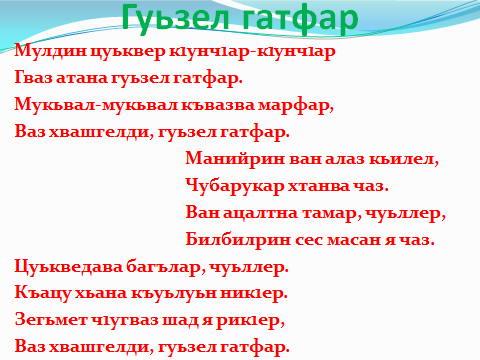 Гуьзел гатфар
Мулдин цуьквер кӀунчӀар-кӀунчӀар
Гваз атана гуьзел гатфар.
Мукьвал-мукьвал къвазва марфар,
Ваз хвашгелди, гуьзел гатфар.
Манийрин ван алаз кьилел,
Чубарукар хтанва чаз.
Ван ацалтна тамар, чуьллер,
Билбилрин сес масан я чаз.
Цуькведава багълар, чуьллер.
Къацу хьана къуьлуьн никӀер.
Зегьмет чӀугваз шад я рикӀер,
Ваз хвашгелди, гуьзел гатфар.